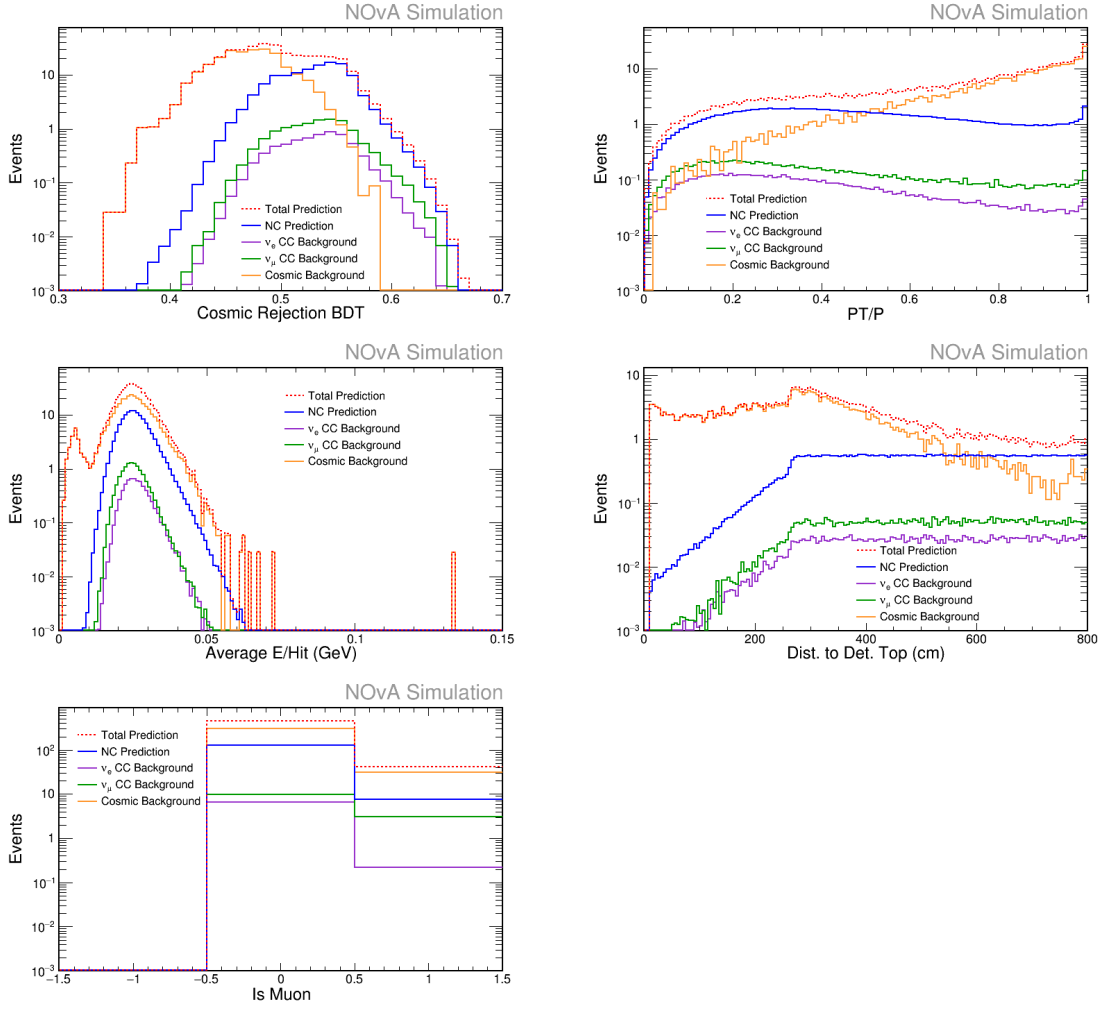 NOvA Simulation
Events
10
1
10⁻¹
10⁻²
10⁻³
Total Prediction
NC Prediction
νe CC Background
νμ CC Background
Cosmic Background
0.3 0.4 0.5 0.6 0.7
Cosmic Rejection BDT
NOvA Simulation
Events
10
1
10⁻¹
10⁻²
10⁻³
Total Prediction
NC Prediction
νe CC Background
νμ CC Background
Cosmic Background
0 0.2 0.4 0.6 0.8 1
PT/P
NOvA Simulation
Events
10
1
10⁻¹
10⁻²
10⁻³
Total Prediction
NC Prediction
νe CC Background
νμ CC Background
Cosmic Background
0 0.05 0.1 0.15
Average E/Hit (GeV)
NOvA Simulation
Events
10
1
10⁻¹
10⁻²
10⁻³
Total Prediction
NC Prediction
νe CC Background
νμ CC Background
Cosmic Background
0 200 400 600 800
Dist. to Det. Top (cm)
NOvA Simulation
Events
10²
10
1
10⁻¹
10⁻²
10⁻³
Total Prediction
NC Prediction
νe CC Background
νμ CC Background
Cosmic Background
−1.5 −1 −0.5 0 0.5 1 1.5
Is Muon